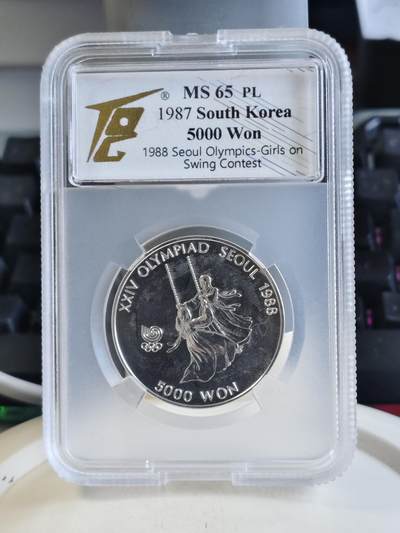 MS 65 PL
1987 South Korea
5000 Won
1988 Seoul Olympics-Girls on
Swing Contest
XXIV OLYMPIAD SEOUL 1988
5000 WON